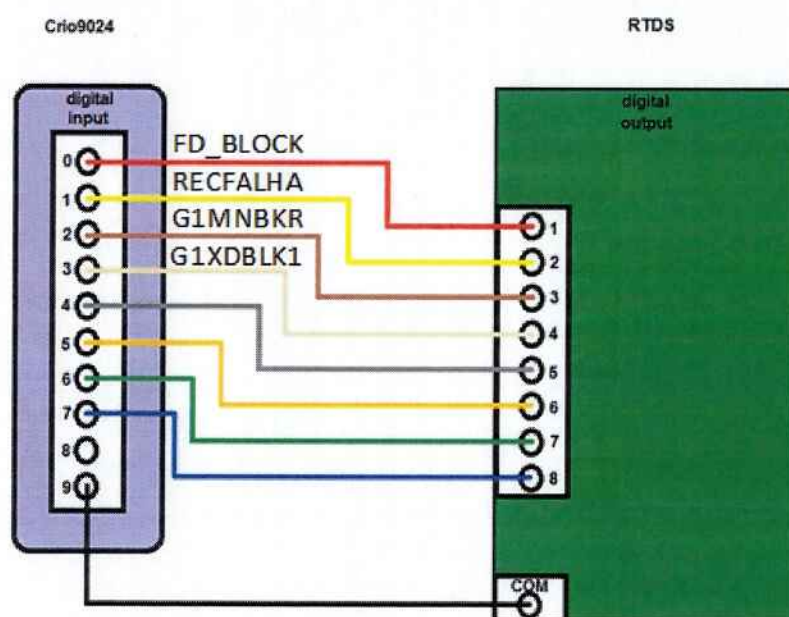 Crio9024
RTDS
digital
input
digital
output
0
FD_BLOCK
1
RECFALHA
2
G1MNBKR
3
G1XDBLK1
4
5
6
7
8
9
1
2
3
4
5
6
7
8
COM